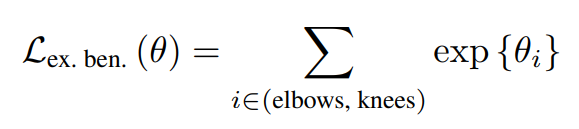 ℒ_ex. ben. (θ) = ∑_{i∈(elbows, knees)} exp {θ_i}